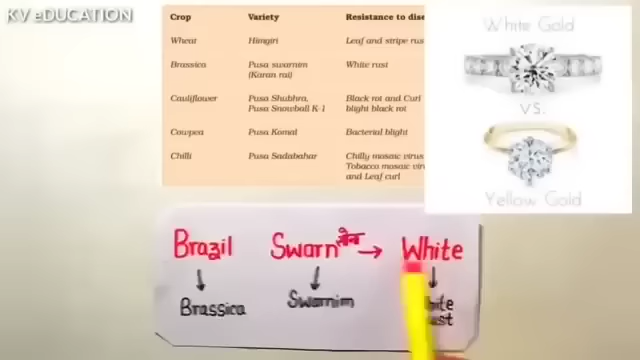 KV eDUCATION
Crop Variety Resistance to dise
Whear Himgiri Leaf and stripe rus
Brassica Pusa swarnim White rust
(Karan rai)
Cauliflower Pusa Shubhra, Black rot and Curl
Pusa Snowball K-1 blight black rot
Cowpea Pusa Komal Bacterial blight
Chilli Pusa Sadabahar Chilly mosaic virus
Tobacco mosaic vir
and Leaf curl
White Gold
VS.
Yellow Gold
Brazil Swarn सोना → White
Brassica Swarnim hite
ust